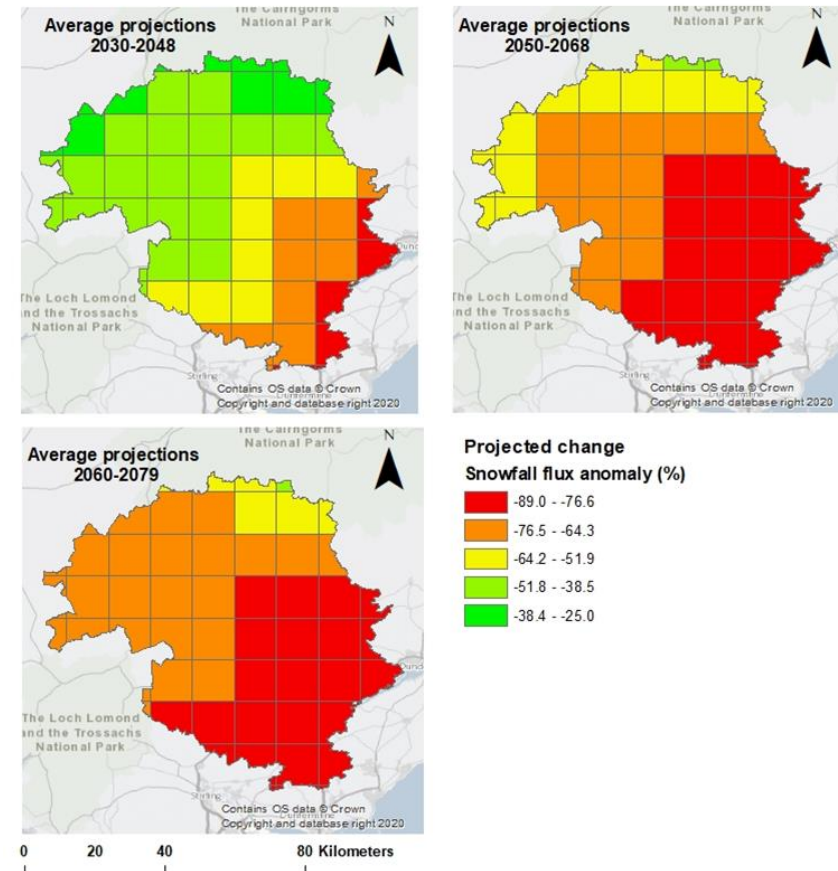 The Cairngorms
National Park
Average projections
2030-2048
N
The Loch Lomond
and the Trossachs
National Park
Stirling
Contains OS data © Crown
Copyright and database right 2020
The Cairngorms
National Park
Average projections
2050-2068
N
The Loch Lomond
and the Trossachs
National Park
Stirling
Contains OS data © Crown
Copyright and database right 2020
National Park
Average projections
2060-2079
N
The Loch Lomond
and the Trossachs
National Park
Stirling
Contains OS data © Crown
Copyright and database right 2020
Projected change
Snowfall flux anomaly (%)
-89.0 - -76.6
-76.5 - -64.3
-64.2 - -51.9
-51.8 - -38.5
-38.4 - -25.0
0 20 40 80 Kilometers